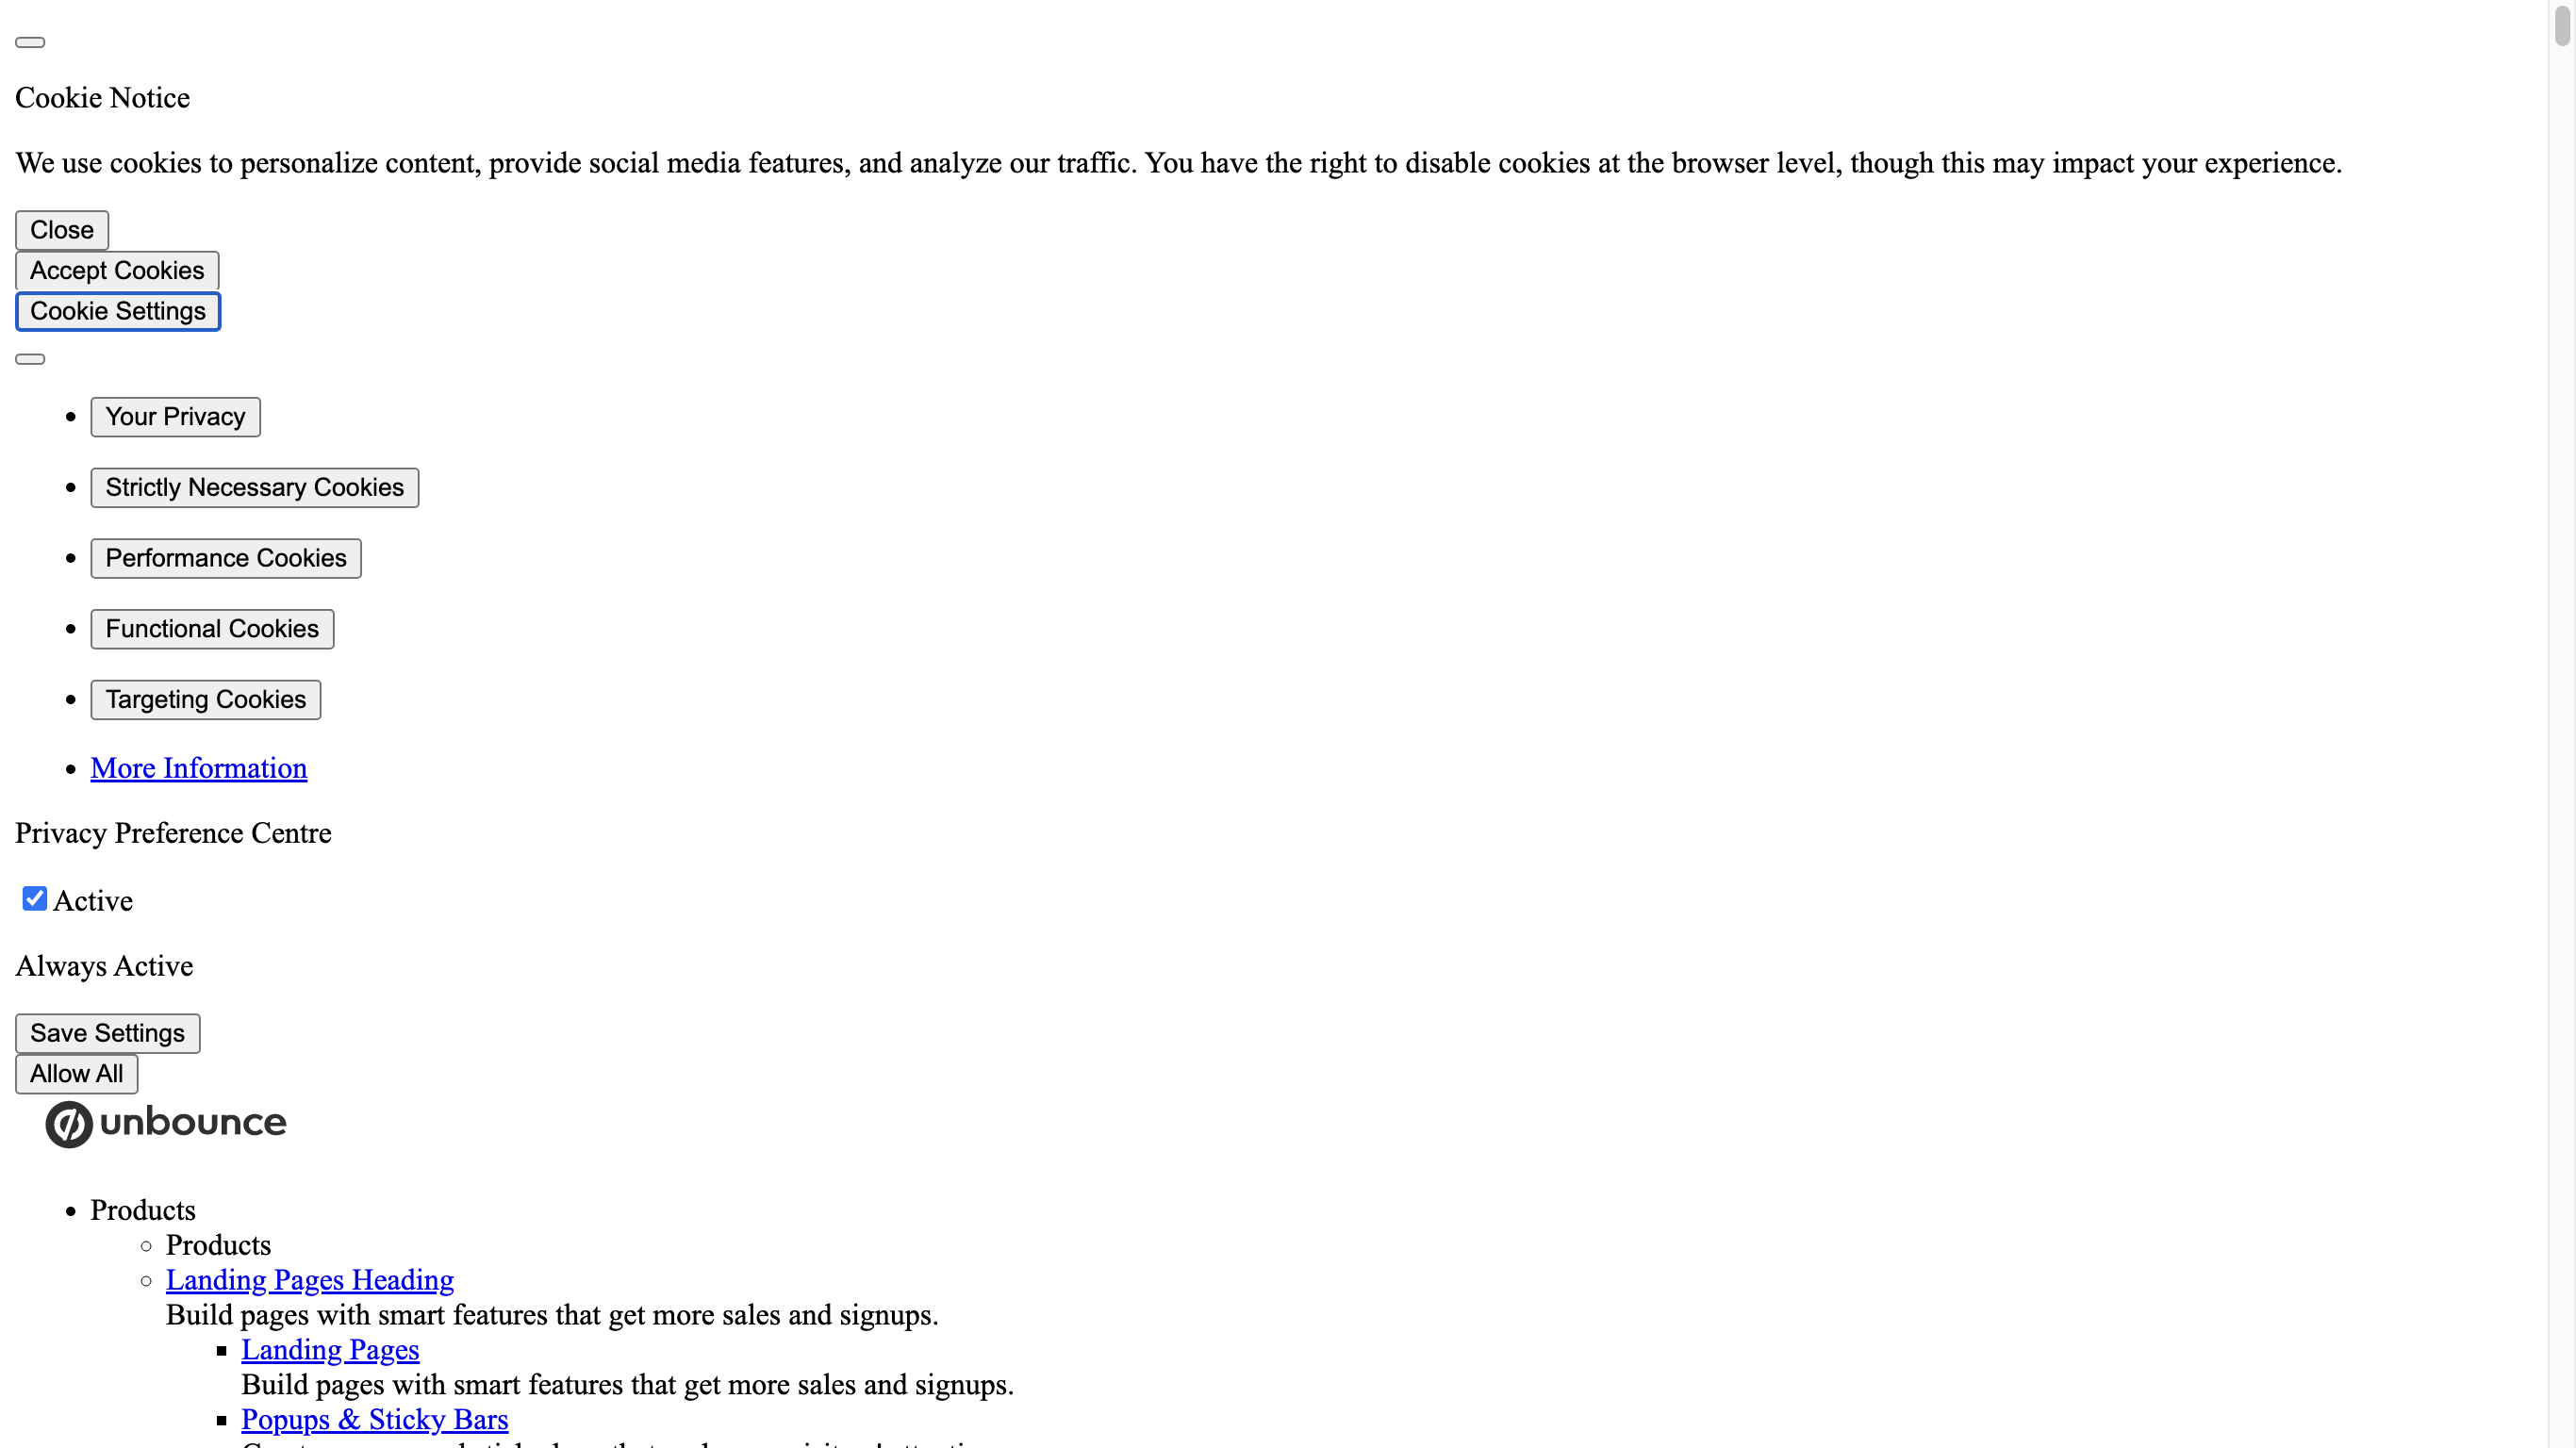 Cookie Notice
We use cookies to personalize content, provide social media features, and analyze our traffic. You have the right to disable cookies at the browser level, though this may impact your experience.
Close
Accept Cookies
Cookie Settings
Your Privacy
Strictly Necessary Cookies
Performance Cookies
Functional Cookies
Targeting Cookies
More Information
Privacy Preference Centre
Active
Always Active
Save Settings
Allow All
unbounce
Products
Products
Landing Pages Heading
Build pages with smart features that get more sales and signups.
Landing Pages
Build pages with smart features that get more sales and signups.
Popups & Sticky Bars